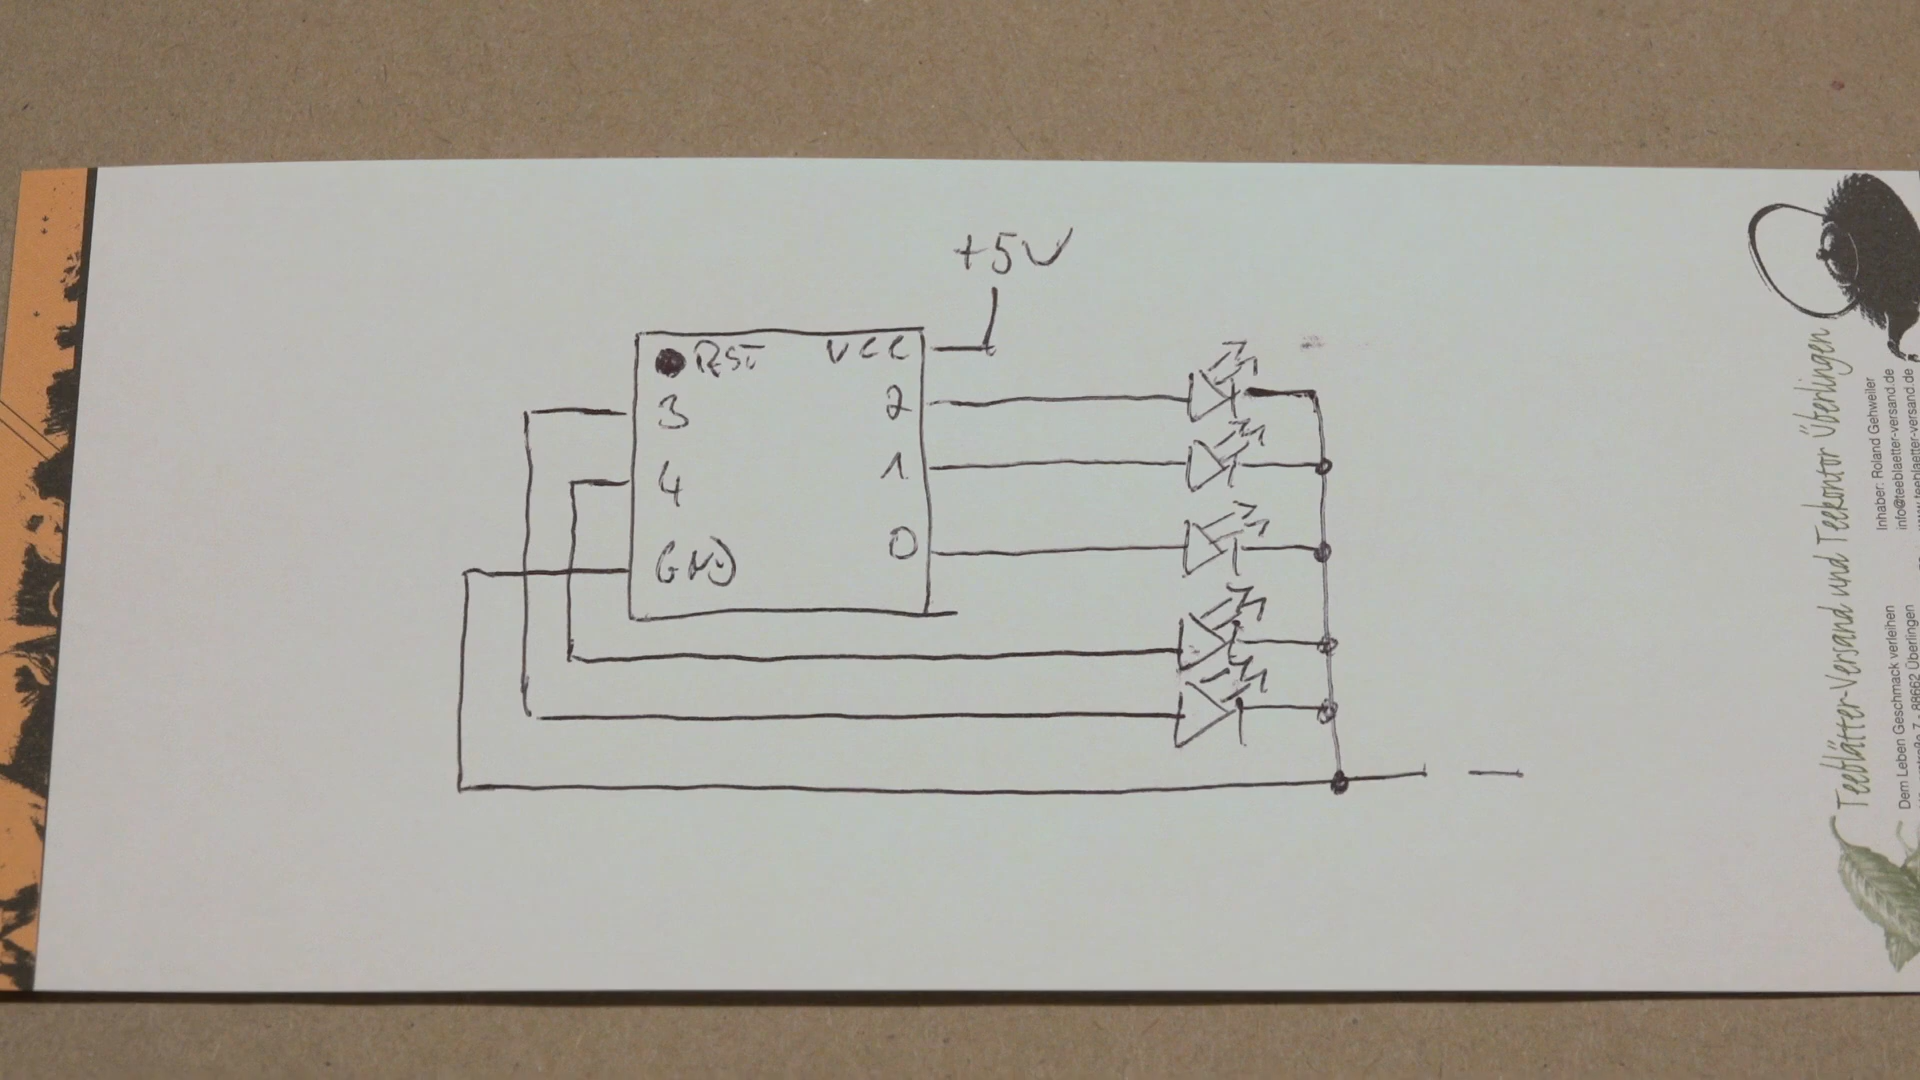 +5V
RST VCC
3 2
4 1
GND 0
Teeblätter-Versand und Teekontor Überlingen
Inhaber: Roland Gehweiler
info@teeblaetter-versand.de
Dem Leben Geschmack verleihen
88662 Überlingen